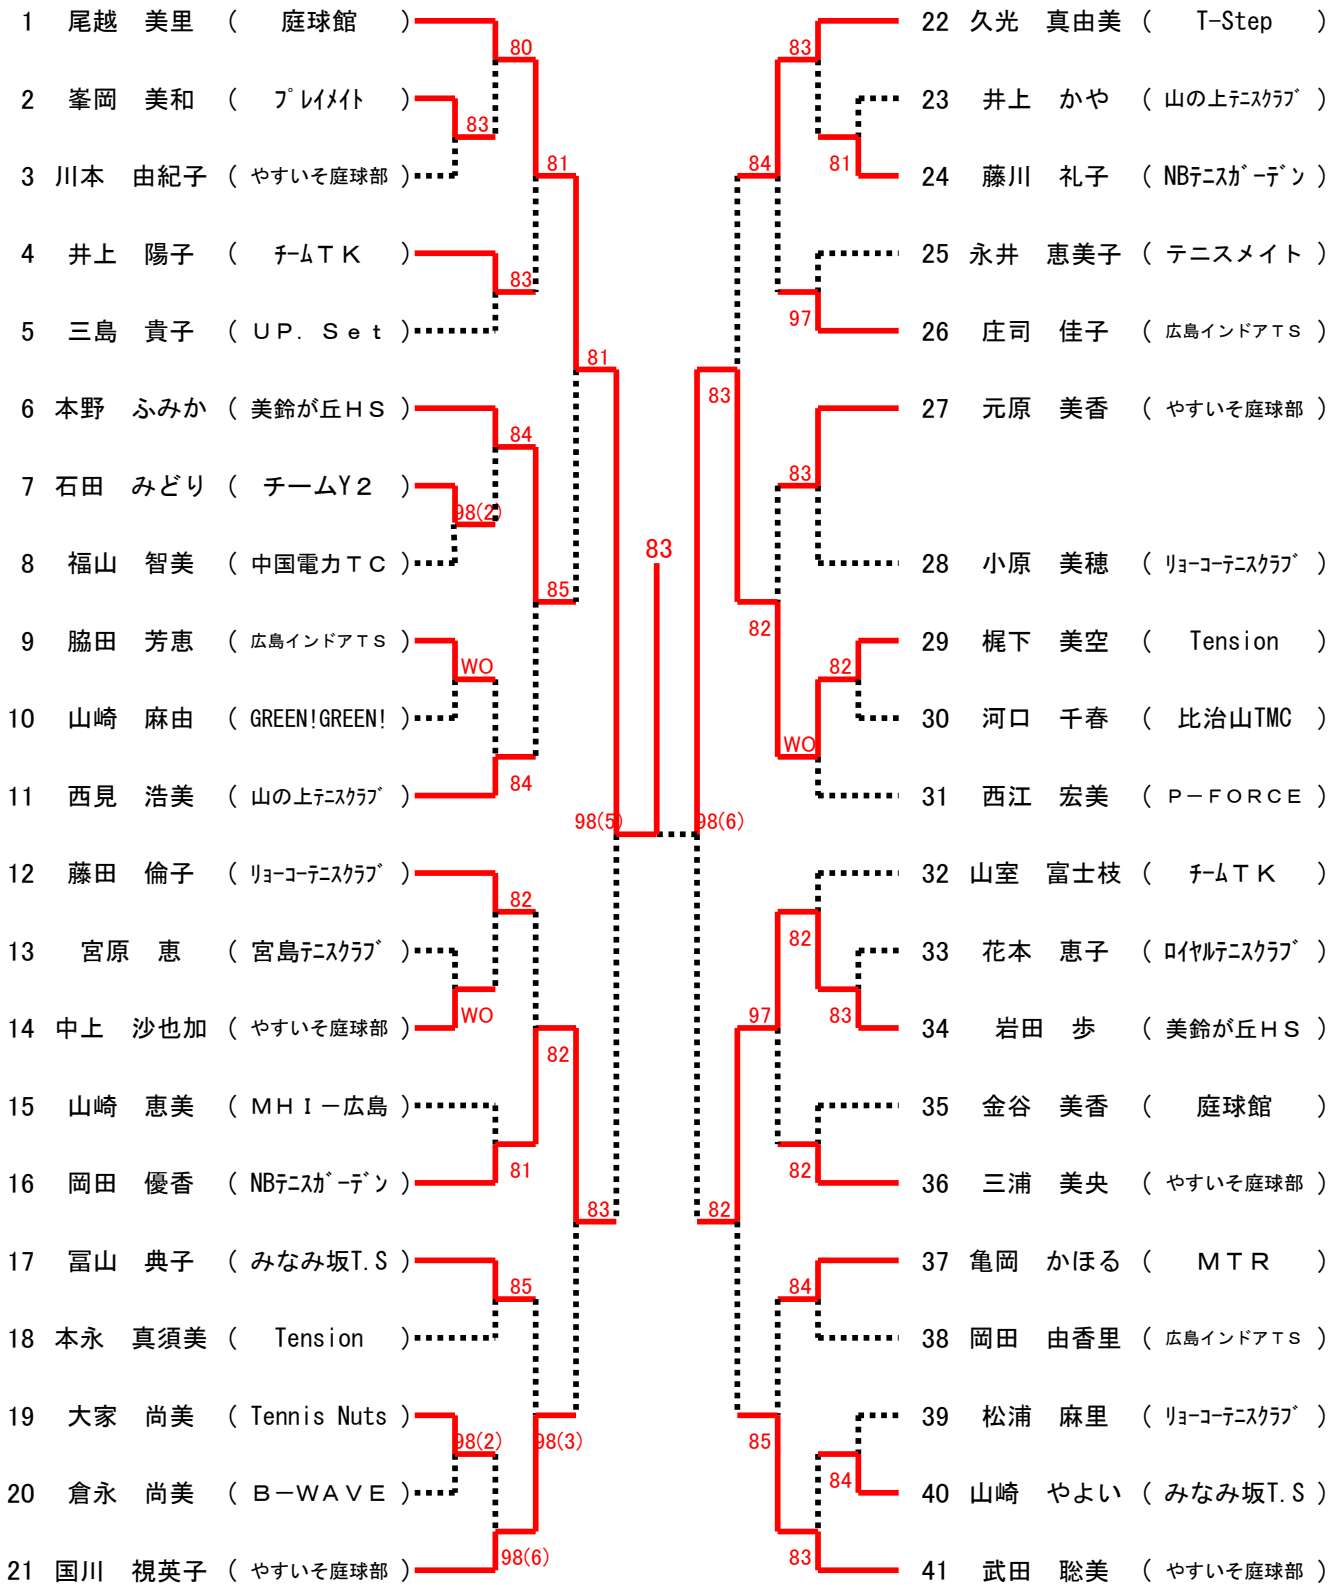 1 尾越 美里 ( 庭球館 )
80
2 峯岡 美和 ( プレイメイト )
83
3 川本 由紀子 ( やすいそ庭球部 )
81
4 井上 陽子 ( チームTK )
83
5 三島 貴子 ( UP. Set )
81
6 本野 ふみか ( 美鈴が丘HS )
84
7 石田 みどり ( チームY2 )
98(2)
8 福山 智美 ( 中国電力TC )
85
9 脇田 芳恵 ( 広島インドアTS )
WO
10 山崎 麻由 ( GREEN!GREEN! )
84
11 西見 浩美 ( 山の上テニスクラブ )
98(5)
12 藤田 倫子 ( リョーコーテニスクラブ )
82
13 宮原 恵 ( 宮島テニスクラブ )
WO
14 中上 沙也加 ( やすいそ庭球部 )
82
15 山崎 恵美 ( MHI-広島 )
81
16 岡田 優香 ( NBテニスガーデン )
83
17 冨山 典子 ( みなみ坂T.S )
85
18 本永 真須美 ( Tension )
19 大家 尚美 ( Tennis Nuts )
98(2)
98(3)
20 倉永 尚美 ( B-WAVE )
98(6)
21 国川 視英子 ( やすいそ庭球部 )
83
22 久光 真由美 ( T-Step )
83
23 井上 かや ( 山の上テニスクラブ )
84
81
24 藤川 礼子 ( NBテニスガーデン )
25 永井 恵美子 ( テニスメイト )
97
26 庄司 佳子 ( 広島インドアTS )
83
27 元原 美香 ( やすいそ庭球部 )
83
28 小原 美穂 ( リョーコーテニスクラブ )
82
29 梶下 美空 ( Tension )
82
30 河口 千春 ( 比治山TMC )
WO
31 西江 宏美 ( P-FORCE )
98(6)
32 山室 富士枝 ( チームTK )
82
33 花本 恵子 ( ロイヤルテニスクラブ )
97
83
34 岩田 歩 ( 美鈴が丘HS )
35 金谷 美香 ( 庭球館 )
82
36 三浦 美央 ( やすいそ庭球部 )
82
37 亀岡 かほる ( MTR )
84
38 岡田 由香里 ( 広島インドアTS )
39 松浦 麻里 ( リョーコーテニスクラブ )
85
84
40 山崎 やよい ( みなみ坂T.S )
83
41 武田 聡美 ( やすいそ庭球部 )